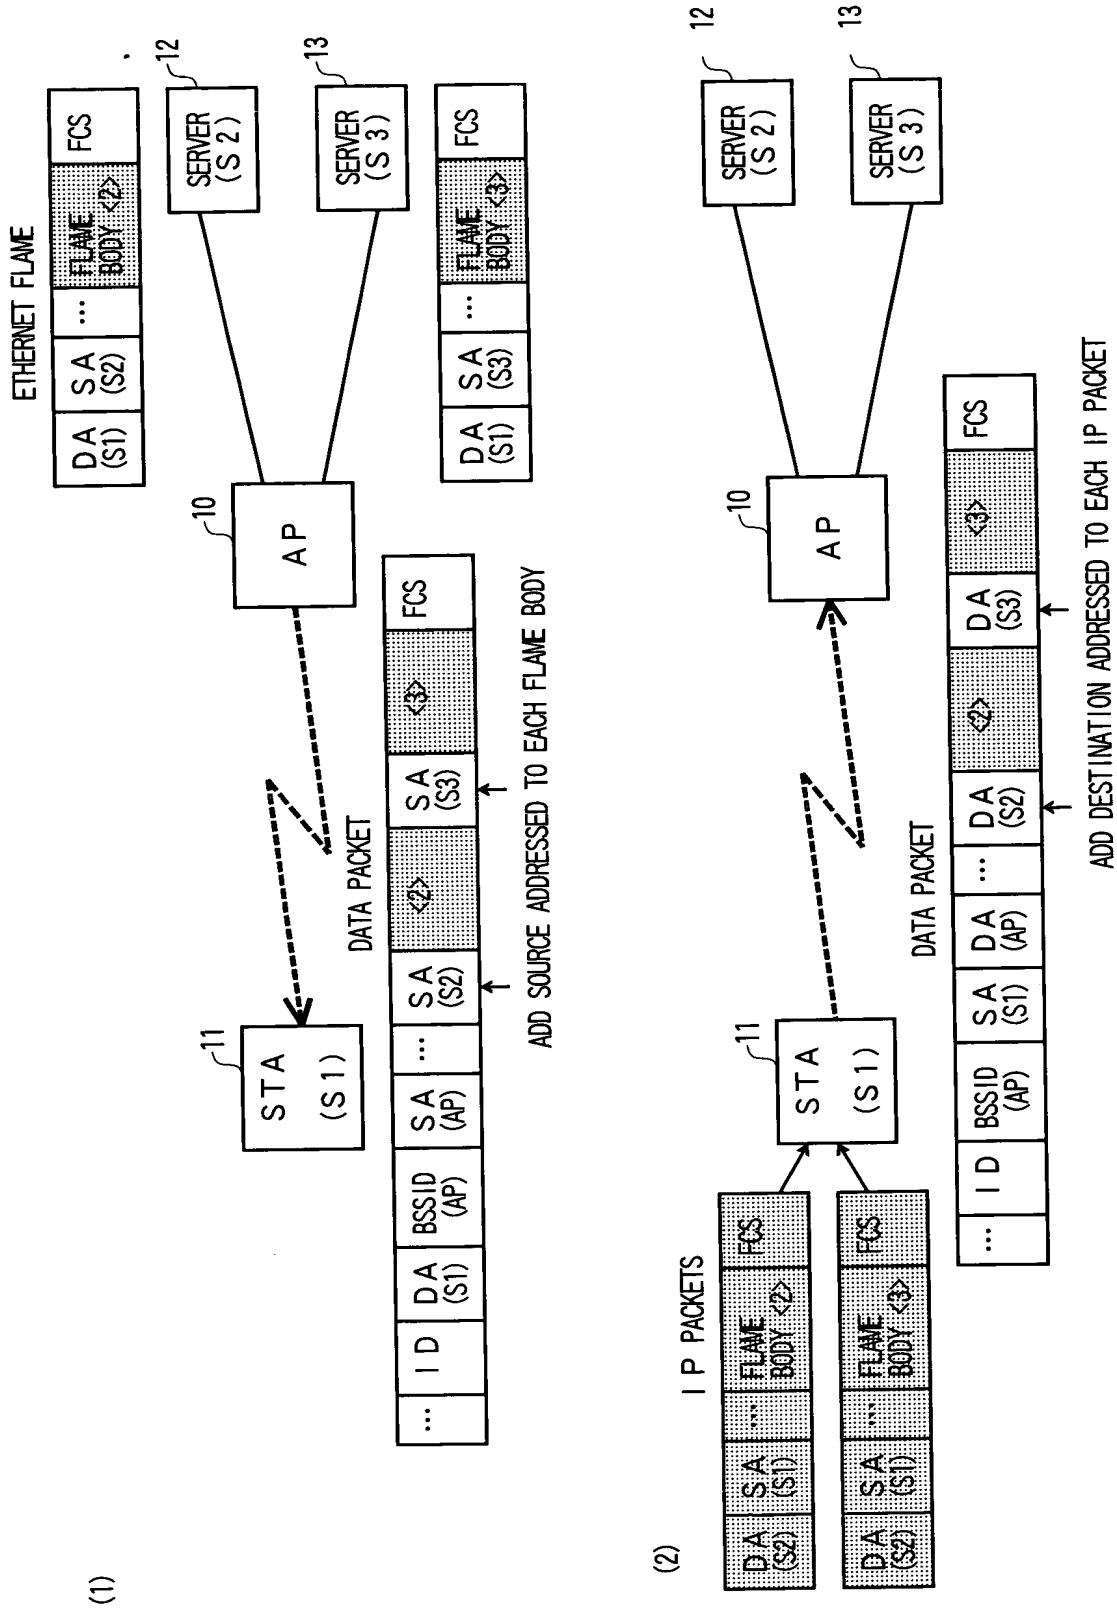 (1)
ETHERNET FLAME
DA
(S1)
SA
(S2)
...
FLAME
BODY <2>
FCS
12
SERVER
(S2)
13
SERVER
(S3)
DA
(S1)
SA
(S3)
...
FLAME
BODY <3>
FCS
10
AP
11
STA
(S1)
DATA PACKET
...
ID
DA
(S1)
BSSID
(AP)
SA
(AP)
...
SA
(S2)
<2>
SA
(S3)
<3>
FCS
ADD SOURCE ADDRESSED TO EACH FLAME BODY
(2)
IP PACKETS
DA
(S2)
SA
(S1)
...
FLAME
BODY <2>
FCS
DA
(S2)
SA
(S1)
...
FLAME
BODY <3>
FCS
11
STA
(S1)
10
AP
12
SERVER
(S2)
13
SERVER
(S3)
DATA PACKET
...
ID
BSSID
(AP)
SA
(S1)
DA
(AP)
...
DA
(S2)
<2>
DA
(S3)
<3>
FCS
ADD DESTINATION ADDRESSED TO EACH IP PACKET